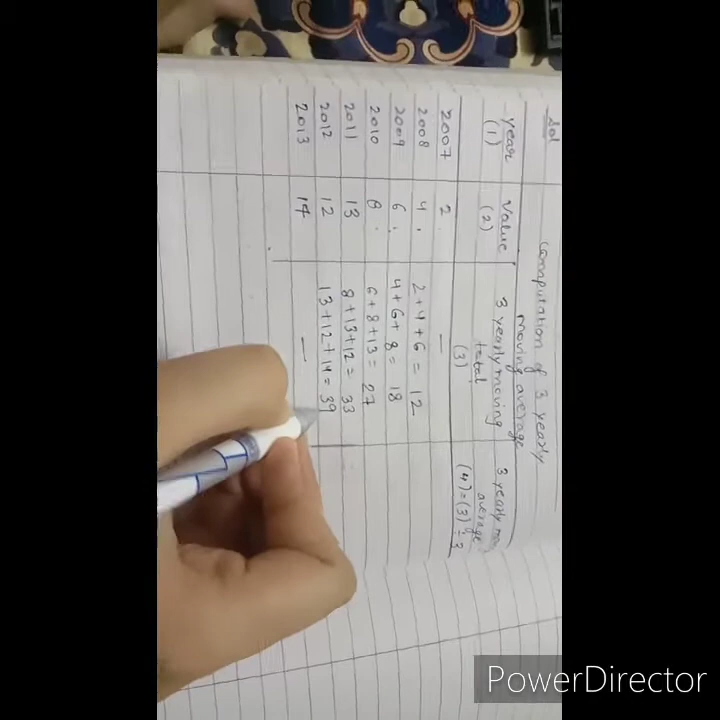 Sol
Computation of 3 yearly
moving average
year Value 3 yearly moving 3 yearly
(1) (2) total average
(3) (4)=(3)÷3
2007 2 —
2008 4 2+4+6 = 12
2009 6 4+6+8 = 18
2010 8 6+8+13 = 27
2011 13 8+13+12 = 33
2012 12 13+12+14 = 39
2013 14 —
PowerDirector